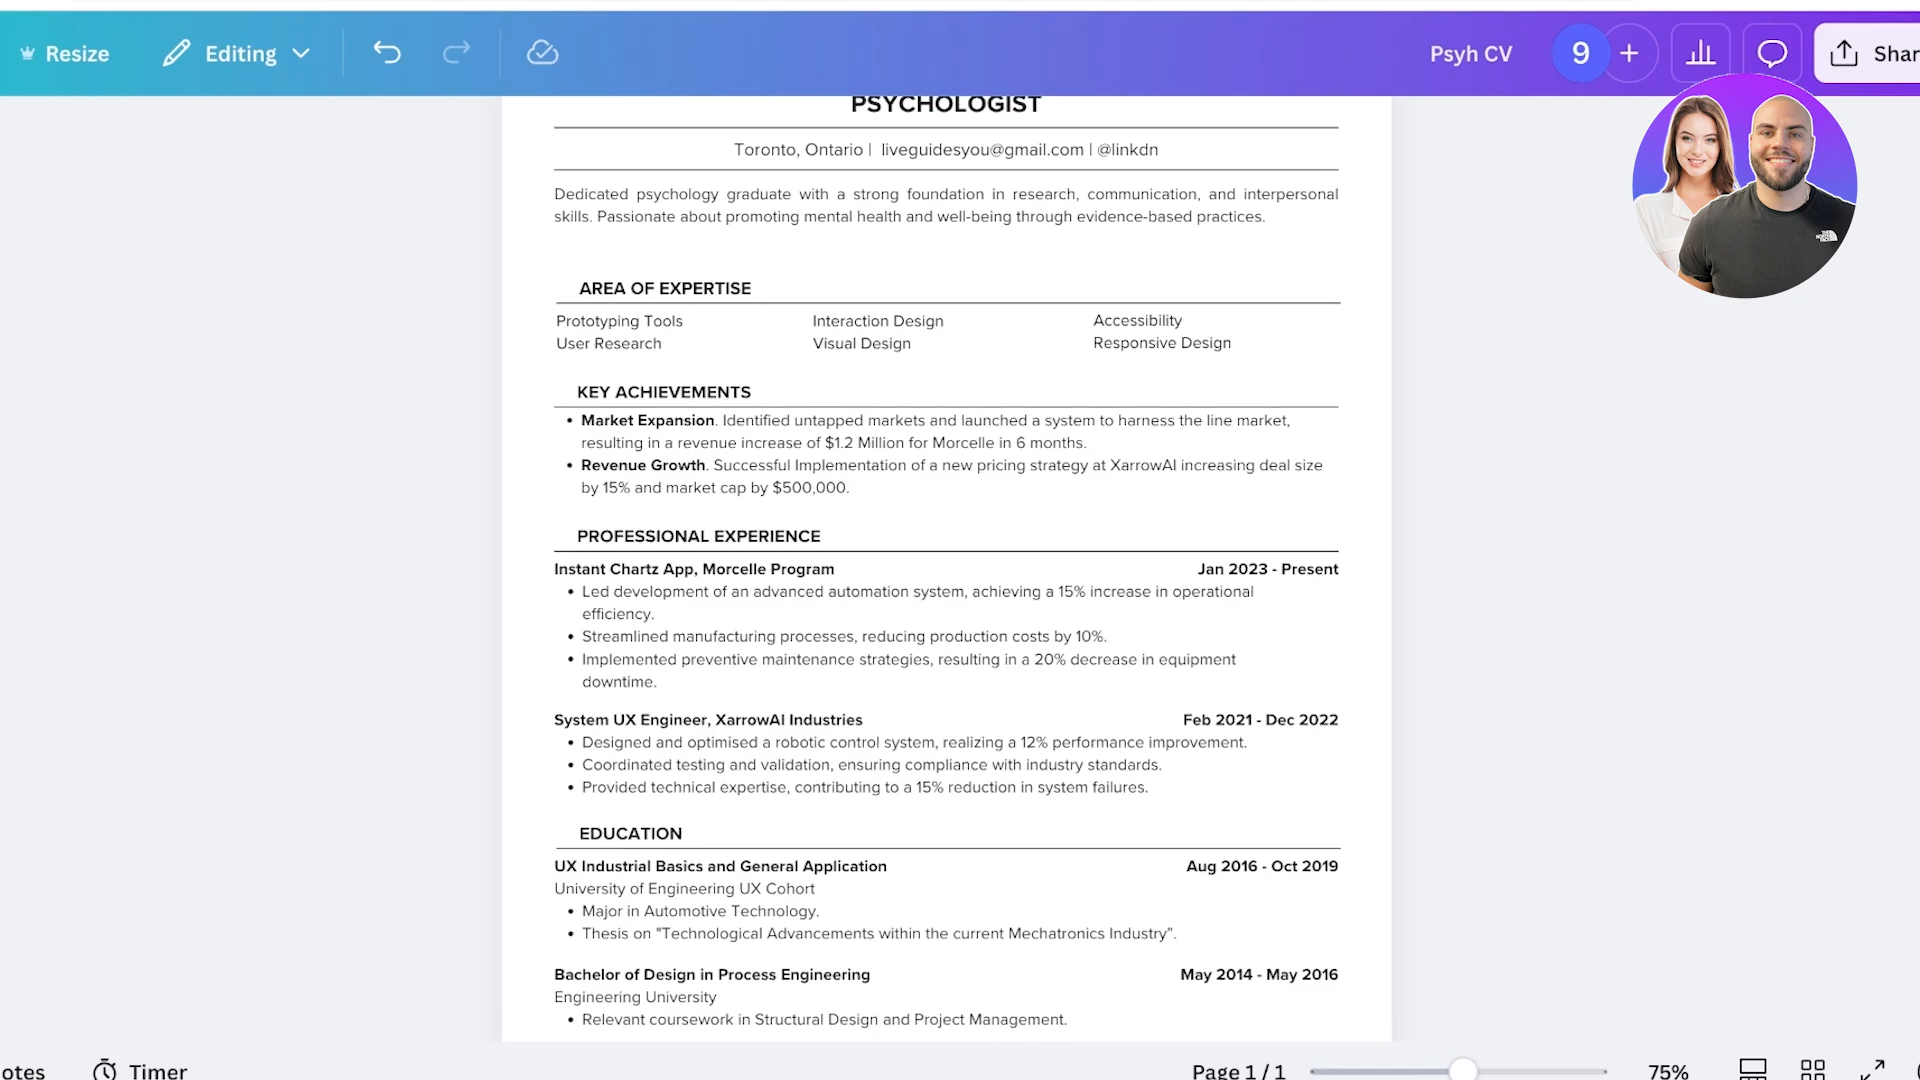 Resize
Editing
Psyh CV
9
+
Shar
PSYCHOLOGIST
Toronto, Ontario | liveguidesyou@gmail.com | @linkdn
Dedicated psychology graduate with a strong foundation in research, communication, and interpersonal
skills. Passionate about promoting mental health and well-being through evidence-based practices.
AREA OF EXPERTISE
Prototyping Tools Interaction Design Accessibility
User Research Visual Design Responsive Design
KEY ACHIEVEMENTS
• Market Expansion. Identified untapped markets and launched a system to harness the line market,
resulting in a revenue increase of $1.2 Million for Morcelle in 6 months.
• Revenue Growth. Successful Implementation of a new pricing strategy at XarrowAI increasing deal size
by 15% and market cap by $500,000.
PROFESSIONAL EXPERIENCE
Instant Chartz App, Morcelle Program Jan 2023 - Present
• Led development of an advanced automation system, achieving a 15% increase in operational
efficiency.
• Streamlined manufacturing processes, reducing production costs by 10%.
• Implemented preventive maintenance strategies, resulting in a 20% decrease in equipment
downtime.
System UX Engineer, XarrowAI Industries Feb 2021 - Dec 2022
• Designed and optimised a robotic control system, realizing a 12% performance improvement.
• Coordinated testing and validation, ensuring compliance with industry standards.
• Provided technical expertise, contributing to a 15% reduction in system failures.
EDUCATION
UX Industrial Basics and General Application Aug 2016 - Oct 2019
University of Engineering UX Cohort
• Major in Automotive Technology.
• Thesis on "Technological Advancements within the current Mechatronics Industry”.
Bachelor of Design in Process Engineering May 2014 - May 2016
Engineering University
• Relevant coursework in Structural Design and Project Management.
otes
Timer
Page 1 / 1
75%